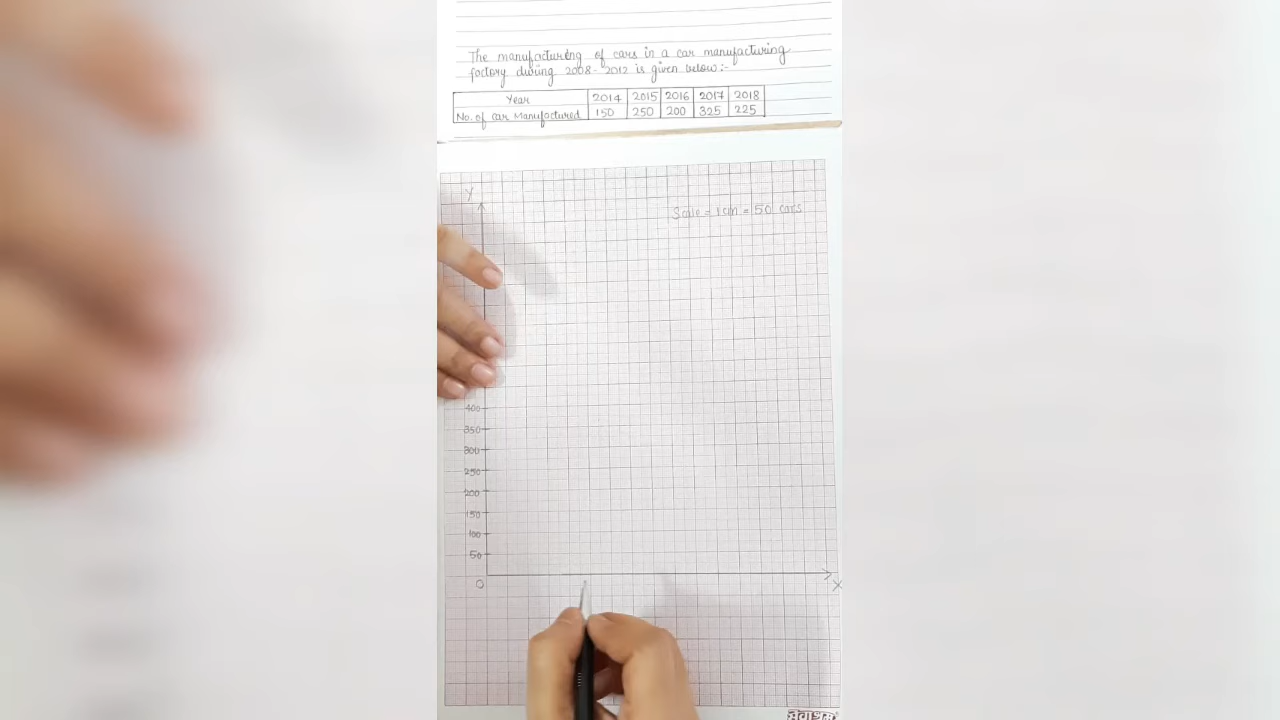 The manufacturing of cars in a car manufacturing
factory during 2008-2012 is given below:-
Year 2014 2015 2016 2017 2018
No. of car Manufactured 150 250 200 325 225
Y
Scale = 1cm = 50 cars
400
350
300
250
200
150
100
50
O
X